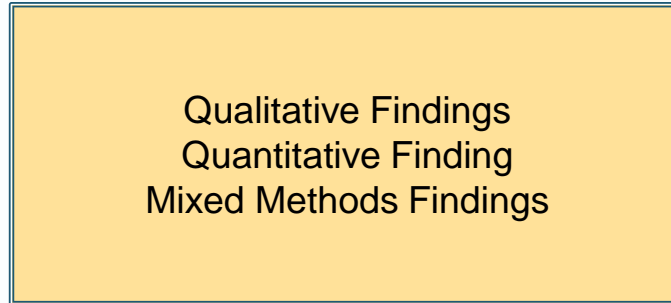 Qualitative Findings
Quantitative Finding
Mixed Methods Findings